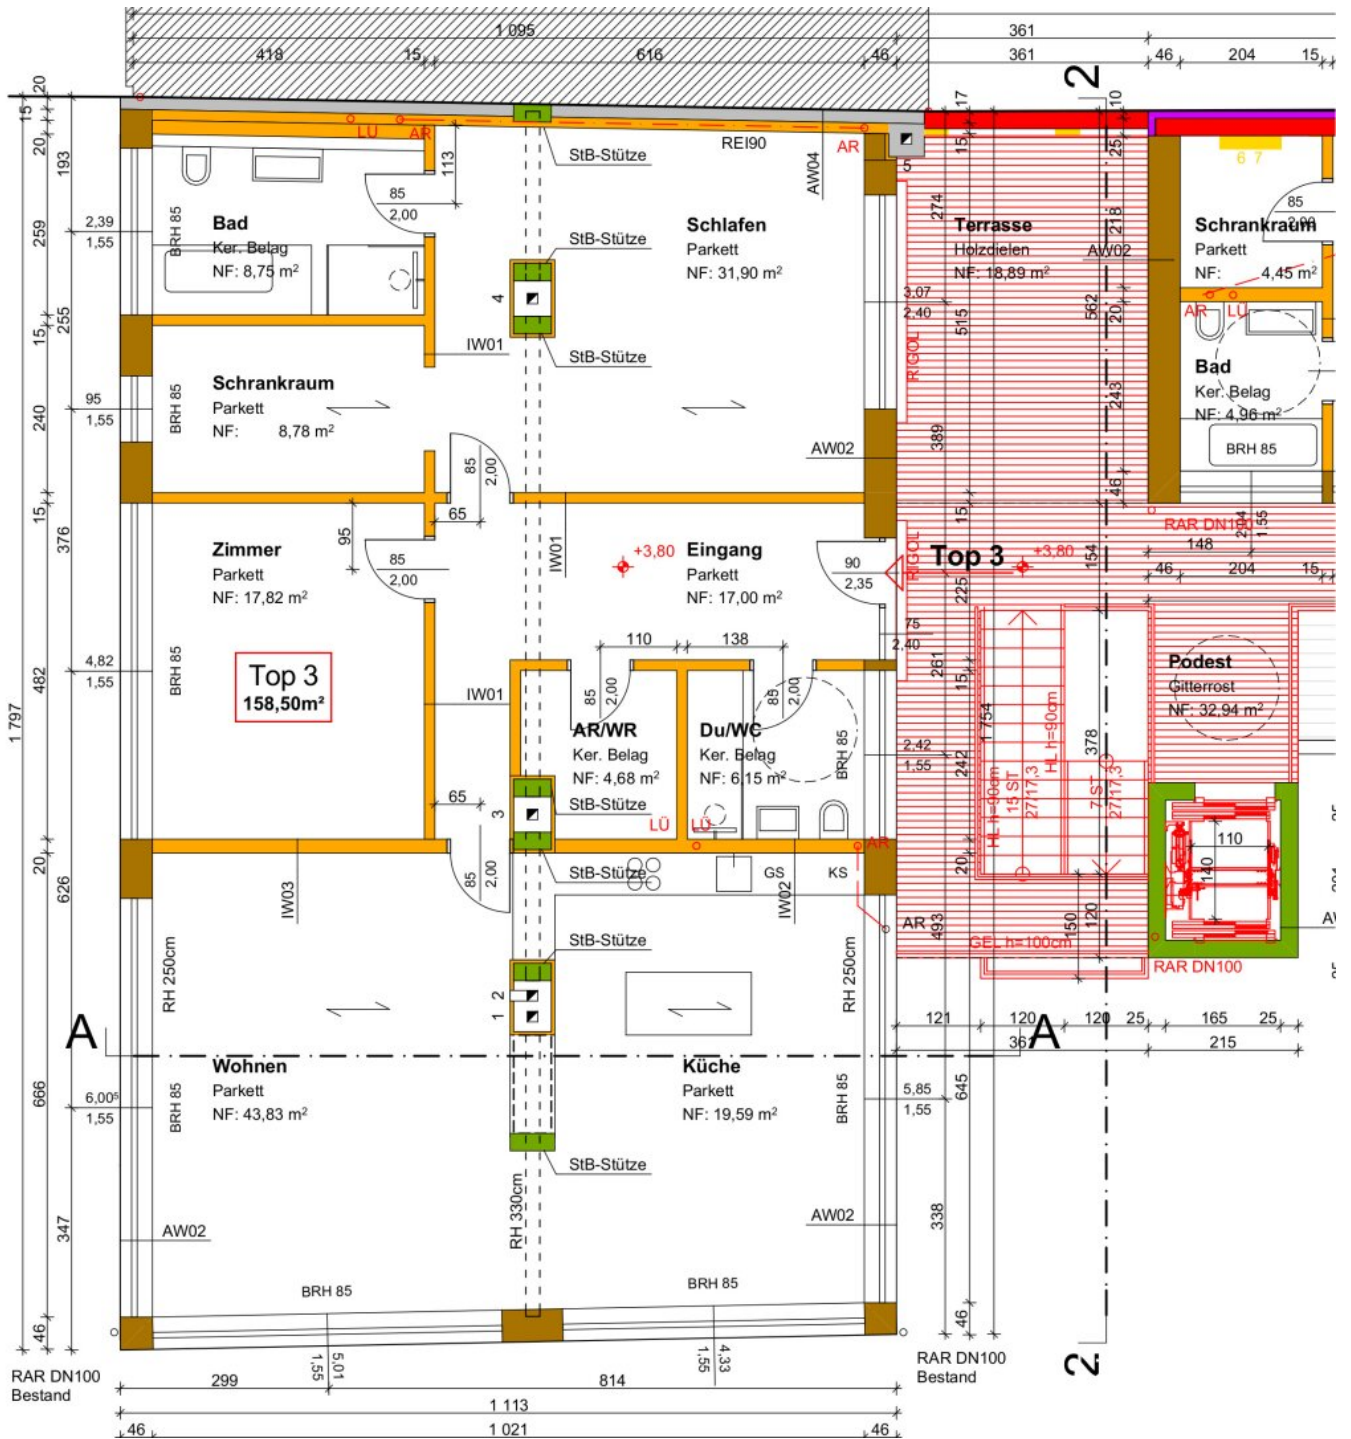 1 095
361
418
15
616
46
361
46
204
15
2
20
15
20
193
259
255
15
240
15
376
482
1 797
20
626
666
347
46
LÜ
AR
StB-Stütze
REI90
AR
AW04
5
17
15
10
25
6 7
113
85
2,00
Bad
Ker. Belag
NF: 8,75 m²
2,39
1,55
BRH 85
StB-Stütze
4
StB-Stütze
IW01
Schlafen
Parkett
NF: 31,90 m²
274
Terrasse
Holzdielen
NF: 18,89 m²
AW02
218
Schrankraum
Parkett
NF: 4,45 m²
85
2,00
3,07
2,40
515
562
20
AR
LÜ
RIGOL
Bad
Ker. Belag
NF: 4,96 m²
BRH 85
243
389
46
Schrankraum
Parkett
NF: 8,78 m²
95
1,55
BRH 85
85
2,00
AW02
65
95
15
RAR DN100
204
1,55
148
46
204
15
Zimmer
Parkett
NF: 17,82 m²
85
2,00
IW01
+3,80
Eingang
Parkett
NF: 17,00 m²
90
2,35
RIGOL
Top 3
+3,80
154
225
75
2,40
261
15
110
138
4,82
1,55
BRH 85
Top 3
158,50m²
IW01
85
2,00
85
2,00
AR/WR
Ker. Belag
NF: 4,68 m²
Du/WC
Ker. Belag
NF: 6,15 m²
BRH 85
2,42
1,55
242
1 754
HL h=90cm
15 ST
27/17,3
HL h=90cm
378
7 ST
27/17,3
Podest
Gitterrost
NF: 32,94 m²
65
3
StB-Stütze
LÜ
LÜ
AR
20
110
140
85
2,00
StB-Stütze
GS
KS
IW03
IW02
AR
493
150
120
GEL h=100cm
RAR DN100
RH 250cm
StB-Stütze
2
1
RH 250cm
121
120
120
25
165
25
A
A
361
215
Wohnen
Parkett
NF: 43,83 m²
Küche
Parkett
NF: 19,59 m²
6,00⁵
1,55
BRH 85
BRH 85
5,85
1,55
645
StB-Stütze
RH 330cm
AW02
AW02
338
BRH 85
BRH 85
46
2
RAR DN100
Bestand
5,01
1,55
4,33
1,55
RAR DN100
Bestand
299
814
1 113
46
1 021
46